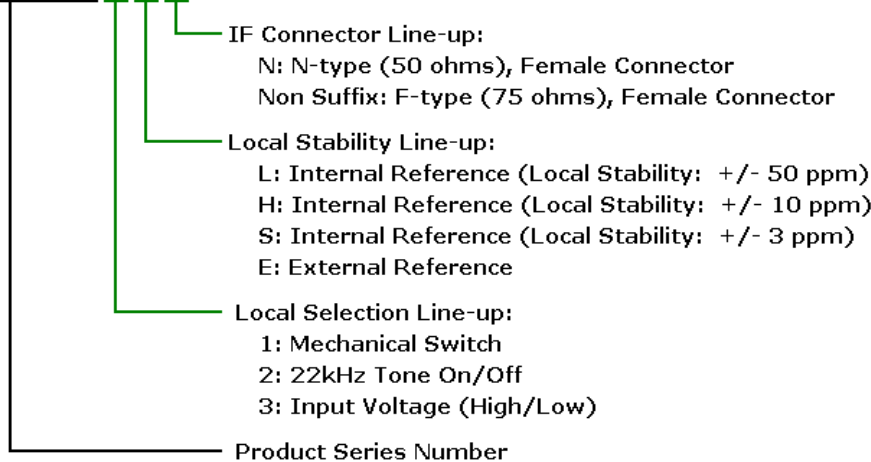 IF Connector Line-up:
N: N-type (50 ohms), Female Connector
Non Suffix: F-type (75 ohms), Female Connector
Local Stability Line-up:
L: Internal Reference (Local Stability: +/- 50 ppm)
H: Internal Reference (Local Stability: +/- 10 ppm)
S: Internal Reference (Local Stability: +/- 3 ppm)
E: External Reference
Local Selection Line-up:
1: Mechanical Switch
2: 22kHz Tone On/Off
3: Input Voltage (High/Low)
Product Series Number